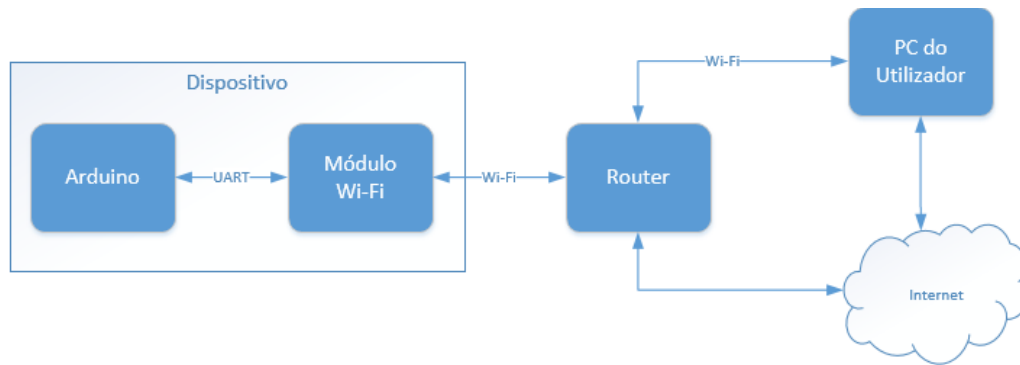 Dispositivo
Arduino
UART
Módulo
Wi-Fi
Wi-Fi
Router
Wi-Fi
PC do
Utilizador
Internet